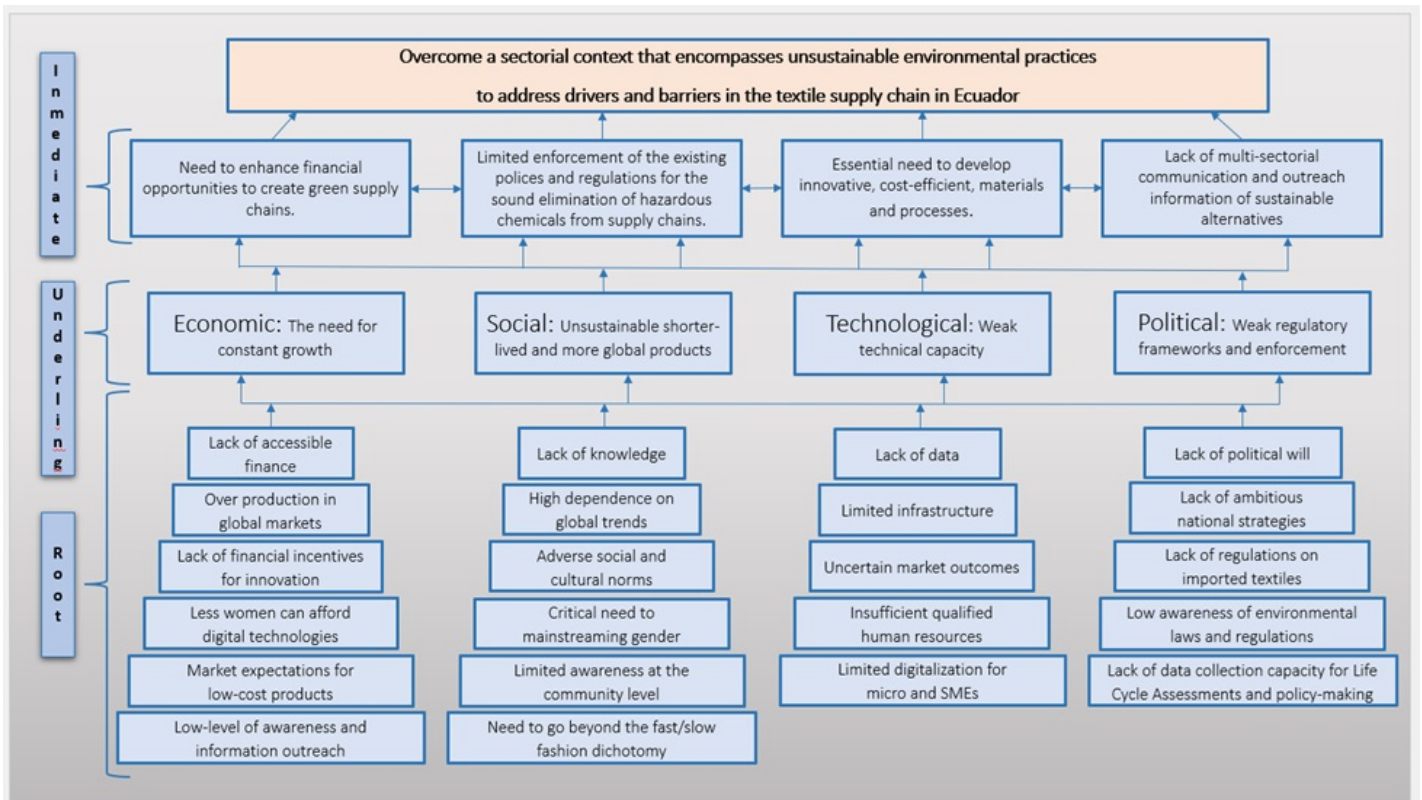 Inmediate
Overcome a sectorial context that encompasses unsustainable environmental practices
to address drivers and barriers in the textile supply chain in Ecuador
Need to enhance financial
opportunities to create green supply
chains.
Limited enforcement of the existing
polices and regulations for the
sound elimination of hazardous
chemicals from supply chains.
Essential need to develop
innovative, cost-efficient, materials
and processes.
Lack of multi-sectorial
communication and outreach
information of sustainable
alternatives
Underling
Economic: The need for
constant growth
Social: Unsustainable shorter-
lived and more global products
Technological: Weak
technical capacity
Political: Weak regulatory
frameworks and enforcement
Root
Lack of accessible
finance
Over production in
global markets
Lack of financial incentives
for innovation
Less women can afford
digital technologies
Market expectations for
low-cost products
Low-level of awareness and
information outreach
Lack of knowledge
High dependence on
global trends
Adverse social and
cultural norms
Critical need to
mainstreaming gender
Limited awareness at the
community level
Need to go beyond the fast/slow
fashion dichotomy
Lack of data
Limited infrastructure
Uncertain market outcomes
Insufficient qualified
human resources
Limited digitalization for
micro and SMEs
Lack of political will
Lack of ambitious
national strategies
Lack of regulations on
imported textiles
Low awareness of environmental
laws and regulations
Lack of data collection capacity for Life
Cycle Assessments and policy-making